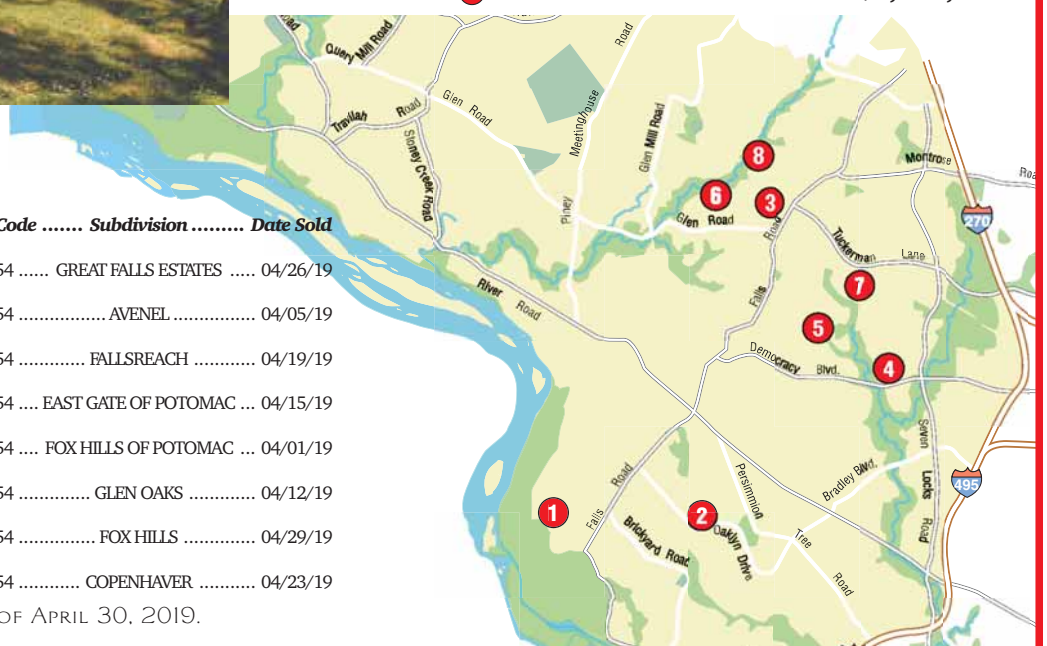 Code ....... Subdivision ......... Date Sold
54 ...... GREAT FALLS ESTATES ..... 04/26/19
54 ................. AVENEL ................ 04/05/19
54 ............. FALLSREACH ............ 04/19/19
54 .... EAST GATE OF POTOMAC ... 04/15/19
54 .... FOX HILLS OF POTOMAC ... 04/01/19
54 .............. GLEN OAKS ............. 04/12/19
54 ............... FOX HILLS .............. 04/29/19
54 ............ COPENHAVER ........... 04/23/19
OF APRIL 30, 2019.
Query Mill Road
Travilah Road
Glen Road
Stoney Creek Road
Piney Meetinghouse Road
Glen Mill Road
Glen Road
Falls Road
Montrose
Tuckerman Lane
River Road
Democracy Blvd.
Seven Locks Road
Bradley Blvd.
Persimmion Tree Road
Falls Road
Brickyard Road
Oaklyn Drive
270
495
1
2
3
4
5
6
7
8